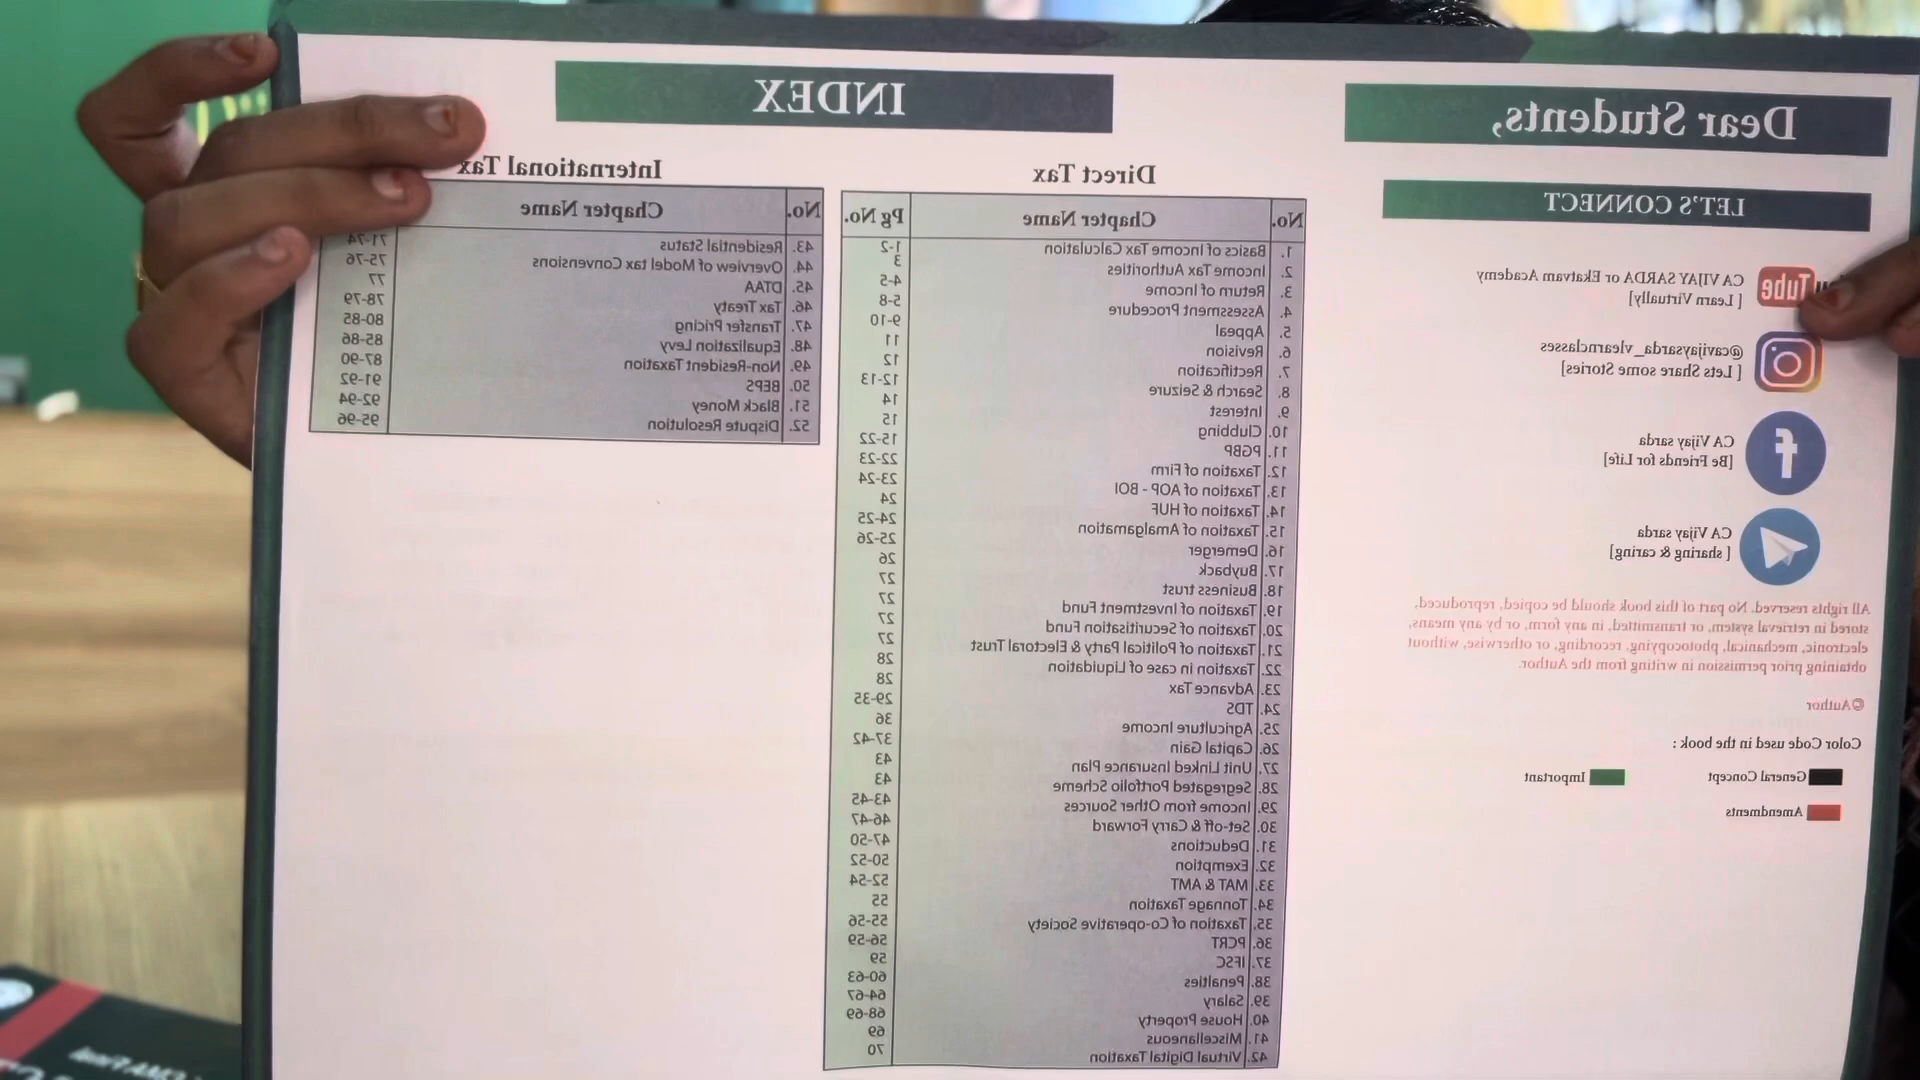 Dear Students,
LET'S CONNECT
CA VIJAY SARDA or Ekatvam Academy
[ Learn Virtually]
@cavijaysarda_vlearnclasses
[ Lets Share some Stories]
CA Vijay sarda
[Be Friends for Life]
CA Vijay sarda
[ sharing & caring]
All rights reserved. No part of this book should be copied, reproduced,
stored in retrieval system, or transmitted, in any form, or by any means,
electronic, mechanical, photocopying, recording, or otherwise, without
obtaining prior permission in writing from the Author.
©Author
Color Code used in the book :
General Concept Important
Amendments
INDEX
Direct Tax
No. Chapter Name Pg No.
1. Basics of Income Tax Calculation 1-2
2. Income Tax Authorities 3
3. Return of Income 4-5
4. Assessment Procedure 5-8
5. Appeal 9-10
6. Revision 11
7. Rectification 12
8. Search & Seizure 12-13
9. Interest 14
10. Clubbing 15
11. PGBP 15-22
12. Taxation of Firm 22-23
13. Taxation of AOP - BOI 23-24
14. Taxation of HUF 24
15. Taxation of Amalgamation 24-25
16. Demerger 25-26
17. Buyback 26
18. Business trust 27
19. Taxation of Investment Fund 27
20. Taxation of Securitisation Fund 27
21. Taxation of Political Party & Electoral Trust 27
22. Taxation in case of Liquidation 28
23. Advance Tax 28
24. TDS 29-35
25. Agriculture Income 36
26. Capital Gain 37-42
27. Unit Linked Insurance Plan 43
28. Segregated Portfolio Scheme 43
29. Income from Other Sources 43-45
30. Set-off & Carry Forward 46-47
31. Deductions 47-50
32. Exemption 50-52
33. MAT & AMT 52-54
34. Tonnage Taxation 55
35. Taxation of Co-operative Society 55-56
36. PCRT 56-59
37. IFSC 59
38. Penalties 60-63
39. Salary 64-67
40. House Property 68-69
41. Miscellaneous 69
42. Virtual Digital Taxation 70
International Tax
No. Chapter Name
43. Residential Status 71-74
44. Overview of Model tax Convensions 75-76
45. DTAA 77
46. Tax Treaty 78-79
47. Transfer Pricing 80-85
48. Equalization Levy 85-86
49. Non-Resident Taxation 87-90
50. BEPS 91-92
51. Black Money 92-94
52. Dispute Resolution 95-96